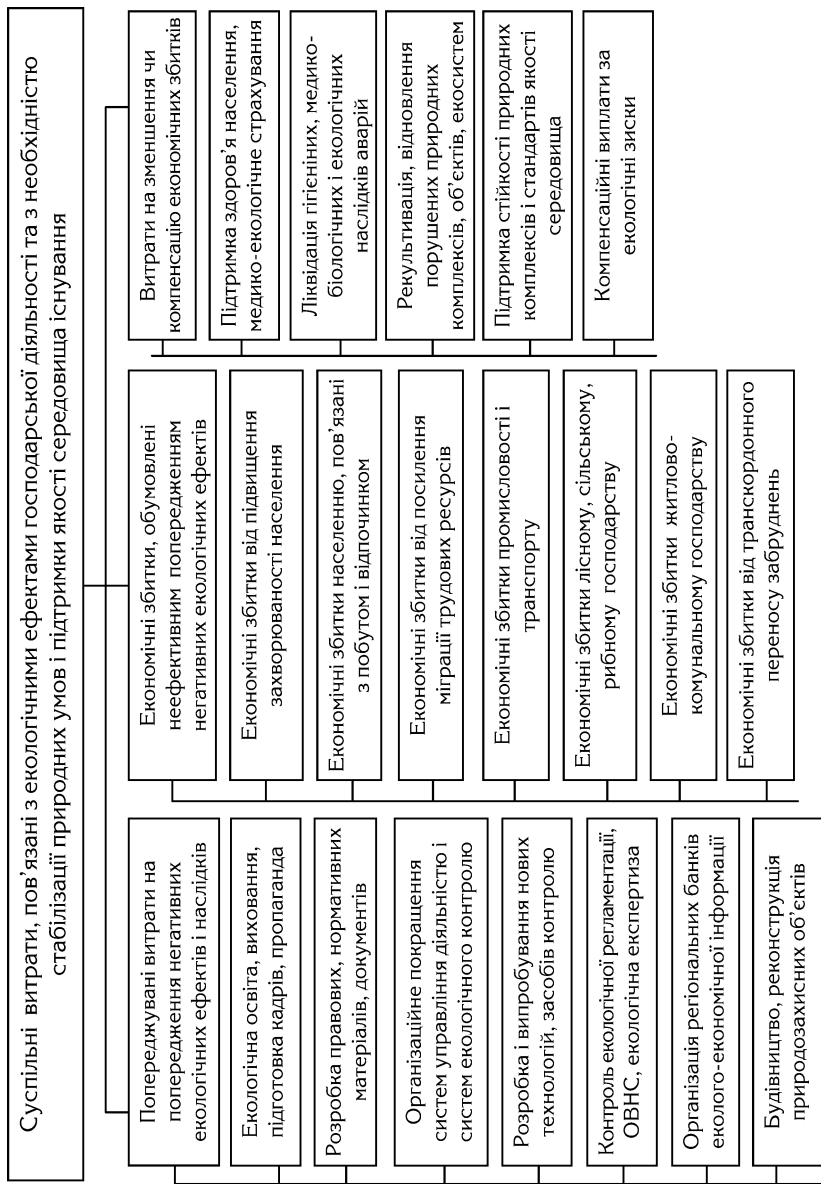 Суспільні витрати, пов'язані з екологічними ефектами господарської діяльності та з необхідністю
стабілізації природних умов і підтримки якості середовища існування
Попереджувані витрати на
попередження негативних
екологічних ефектів і наслідків
Екологічна освіта, виховання,
підготовка кадрів, пропаганда
Розробка правових, нормативних
матеріалів, документів
Організаційне покращення
систем управління діяльністю і
систем екологічного контролю
Розробка і випробування нових
технологій, засобів контролю
Контроль екологічної регламентації,
ОВНС, екологічна експертиза
Організація регіональних банків
еколого-економічної інформації
Будівництво, реконструкція
природозахисних об'єктів
Економічні збитки, обумовлені
неефективним попередженням
негативних екологічних ефектів
Економічні збитки від підвищення
захворюваності населення
Економічні збитки населенню, пов'язані
з побутом і відпочинком
Економічні збитки від посилення
міграції трудових ресурсів
Економічні збитки промисловості і
транспорту
Економічні збитки лісному, сільському,
рибному господарству
Економічні збитки житлово-
комунальному господарству
Економічні збитки від транскордонного
переносу забруднень
Витрати на зменшення чи
компенсацію економічних збитків
Підтримка здоров'я населення,
медико-екологічне страхування
Ліквідація гігієніних, медико-
біологічних і екологічних
наслідків аварій
Рекультивація, відновлення
порушених природних
комплексів, об'єктів, екосистем
Підтримка стійкості природних
комплексів і стандартів якості
середовища
Компенсаційні виплати за
екологічні зиски